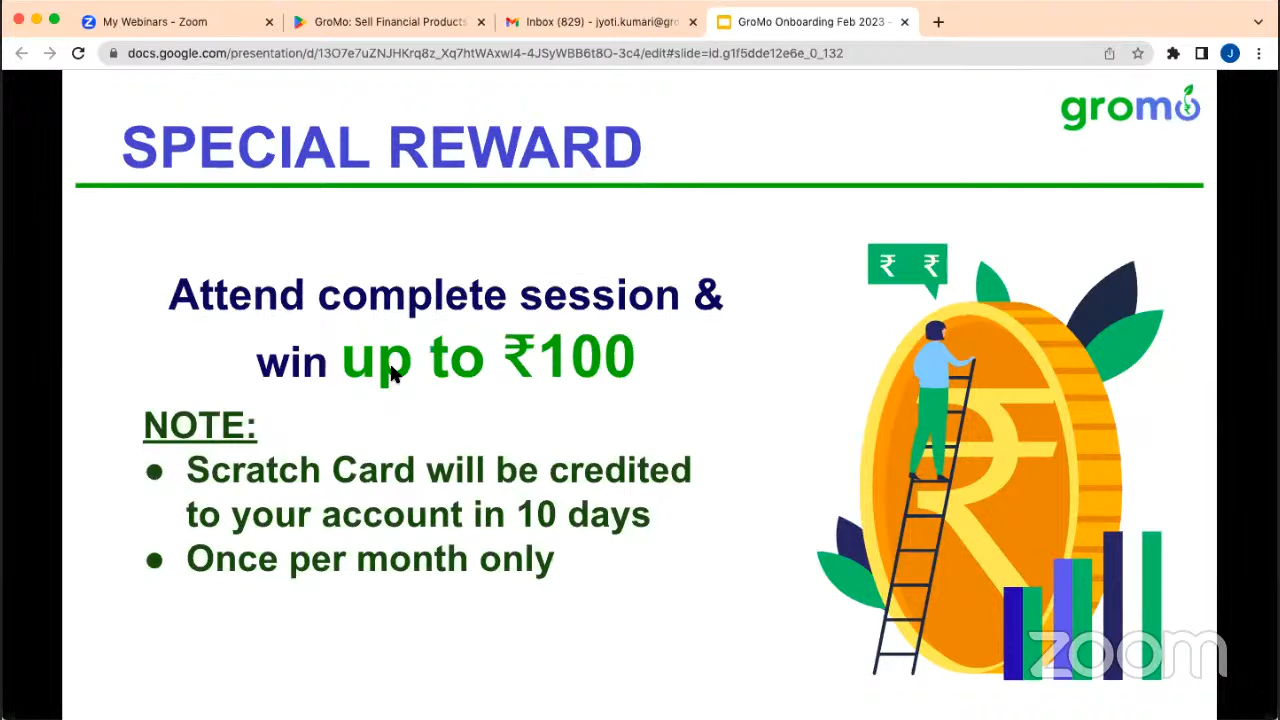 My Webinars - Zoom
GroMo: Sell Financial Products
Inbox (829) - jyoti.kumari@gro
GroMo Onboarding Feb 2023 -
docs.google.com/presentation/d/13O7e7uZNJHKrq8z_Xq7htWAxwI4-4JSyWBB6t8O-3c4/edit#slide=id.g1f5dde12e6e_0_132
J
gromo
SPECIAL REWARD
₹ ₹
Attend complete session &
win up to ₹100
NOTE:
● Scratch Card will be credited
to your account in 10 days
● Once per month only
₹
zoom